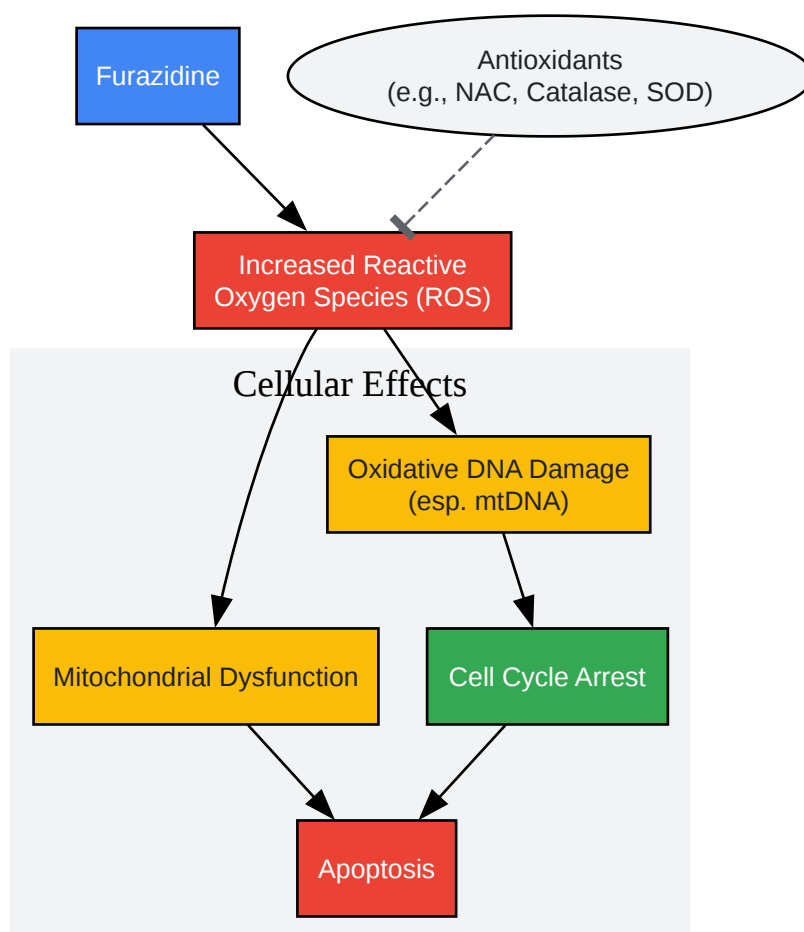 Furazidine
Antioxidants
(e.g., NAC, Catalase, SOD)
Increased Reactive
Oxygen Species (ROS)
Cellular Effects
Oxidative DNA Damage
(esp. mtDNA)
Mitochondrial Dysfunction
Cell Cycle Arrest
Apoptosis